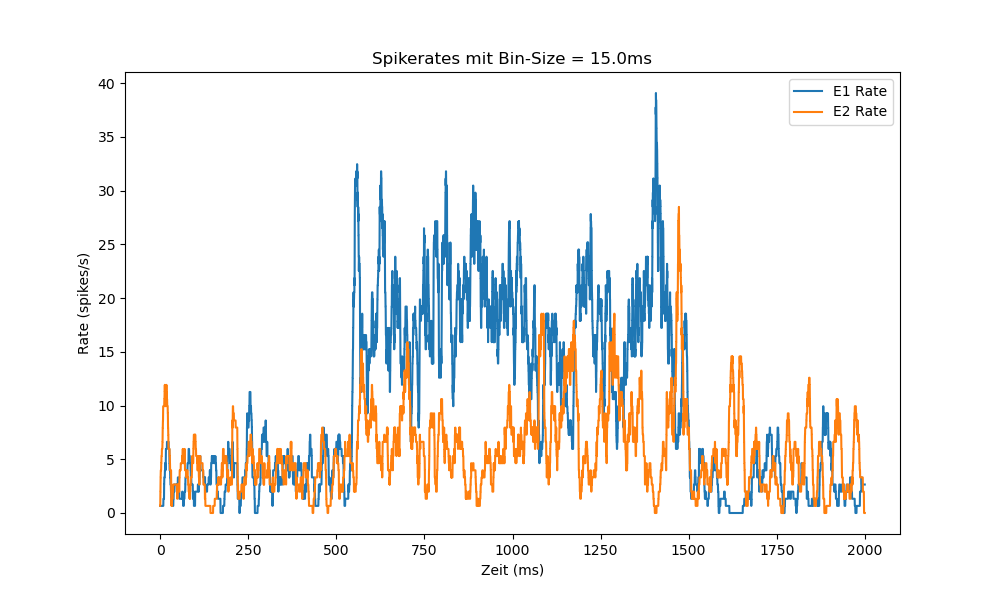 Spikerates mit Bin-Size = 15.0ms
E1 Rate
E2 Rate
40
35
30
25
20
15
10
5
0
Rate (spikes/s)
0 250 500 750 1000 1250 1500 1750 2000
Zeit (ms)